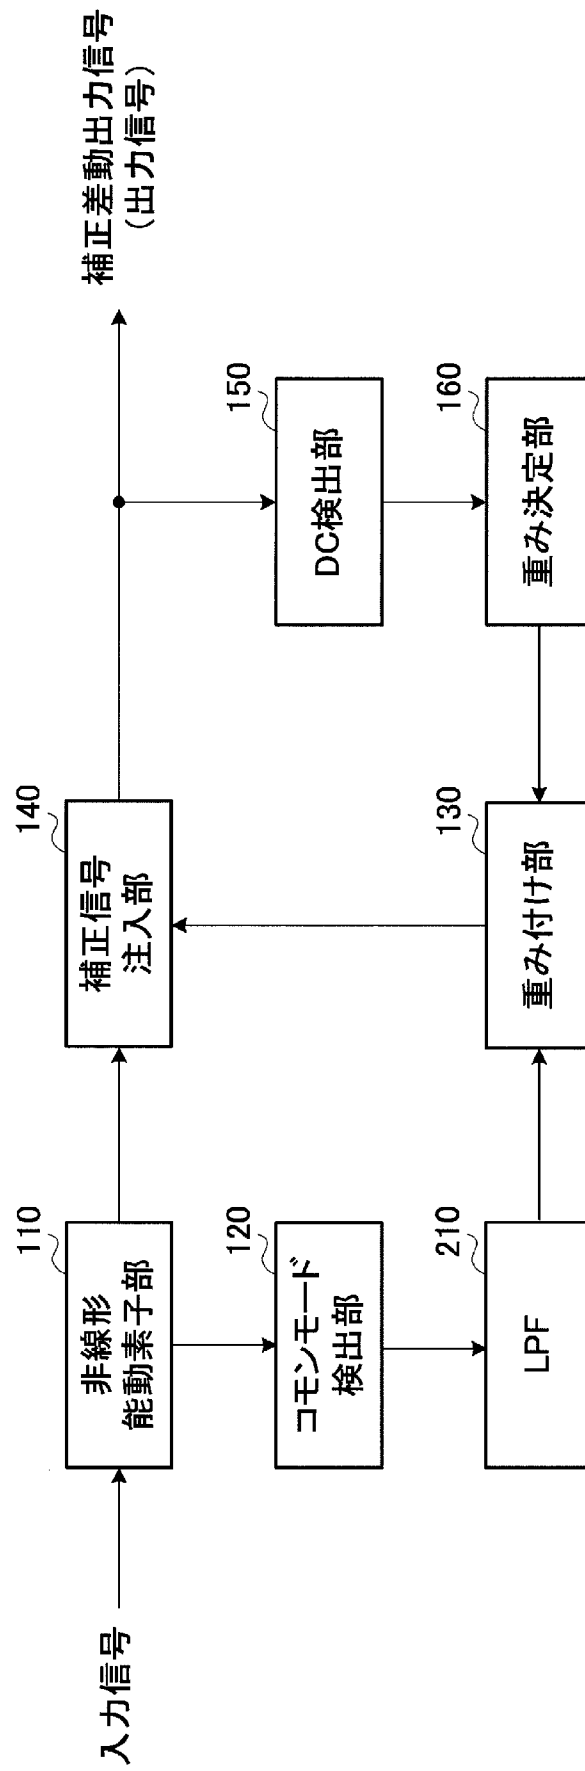 入力信号
110
非線形
能動素子部
140
補正信号
注入部
補正差動出力信号
(出力信号)
120
コモンモード
検出部
150
DC検出部
210
LPF
130
重み付け部
160
重み決定部